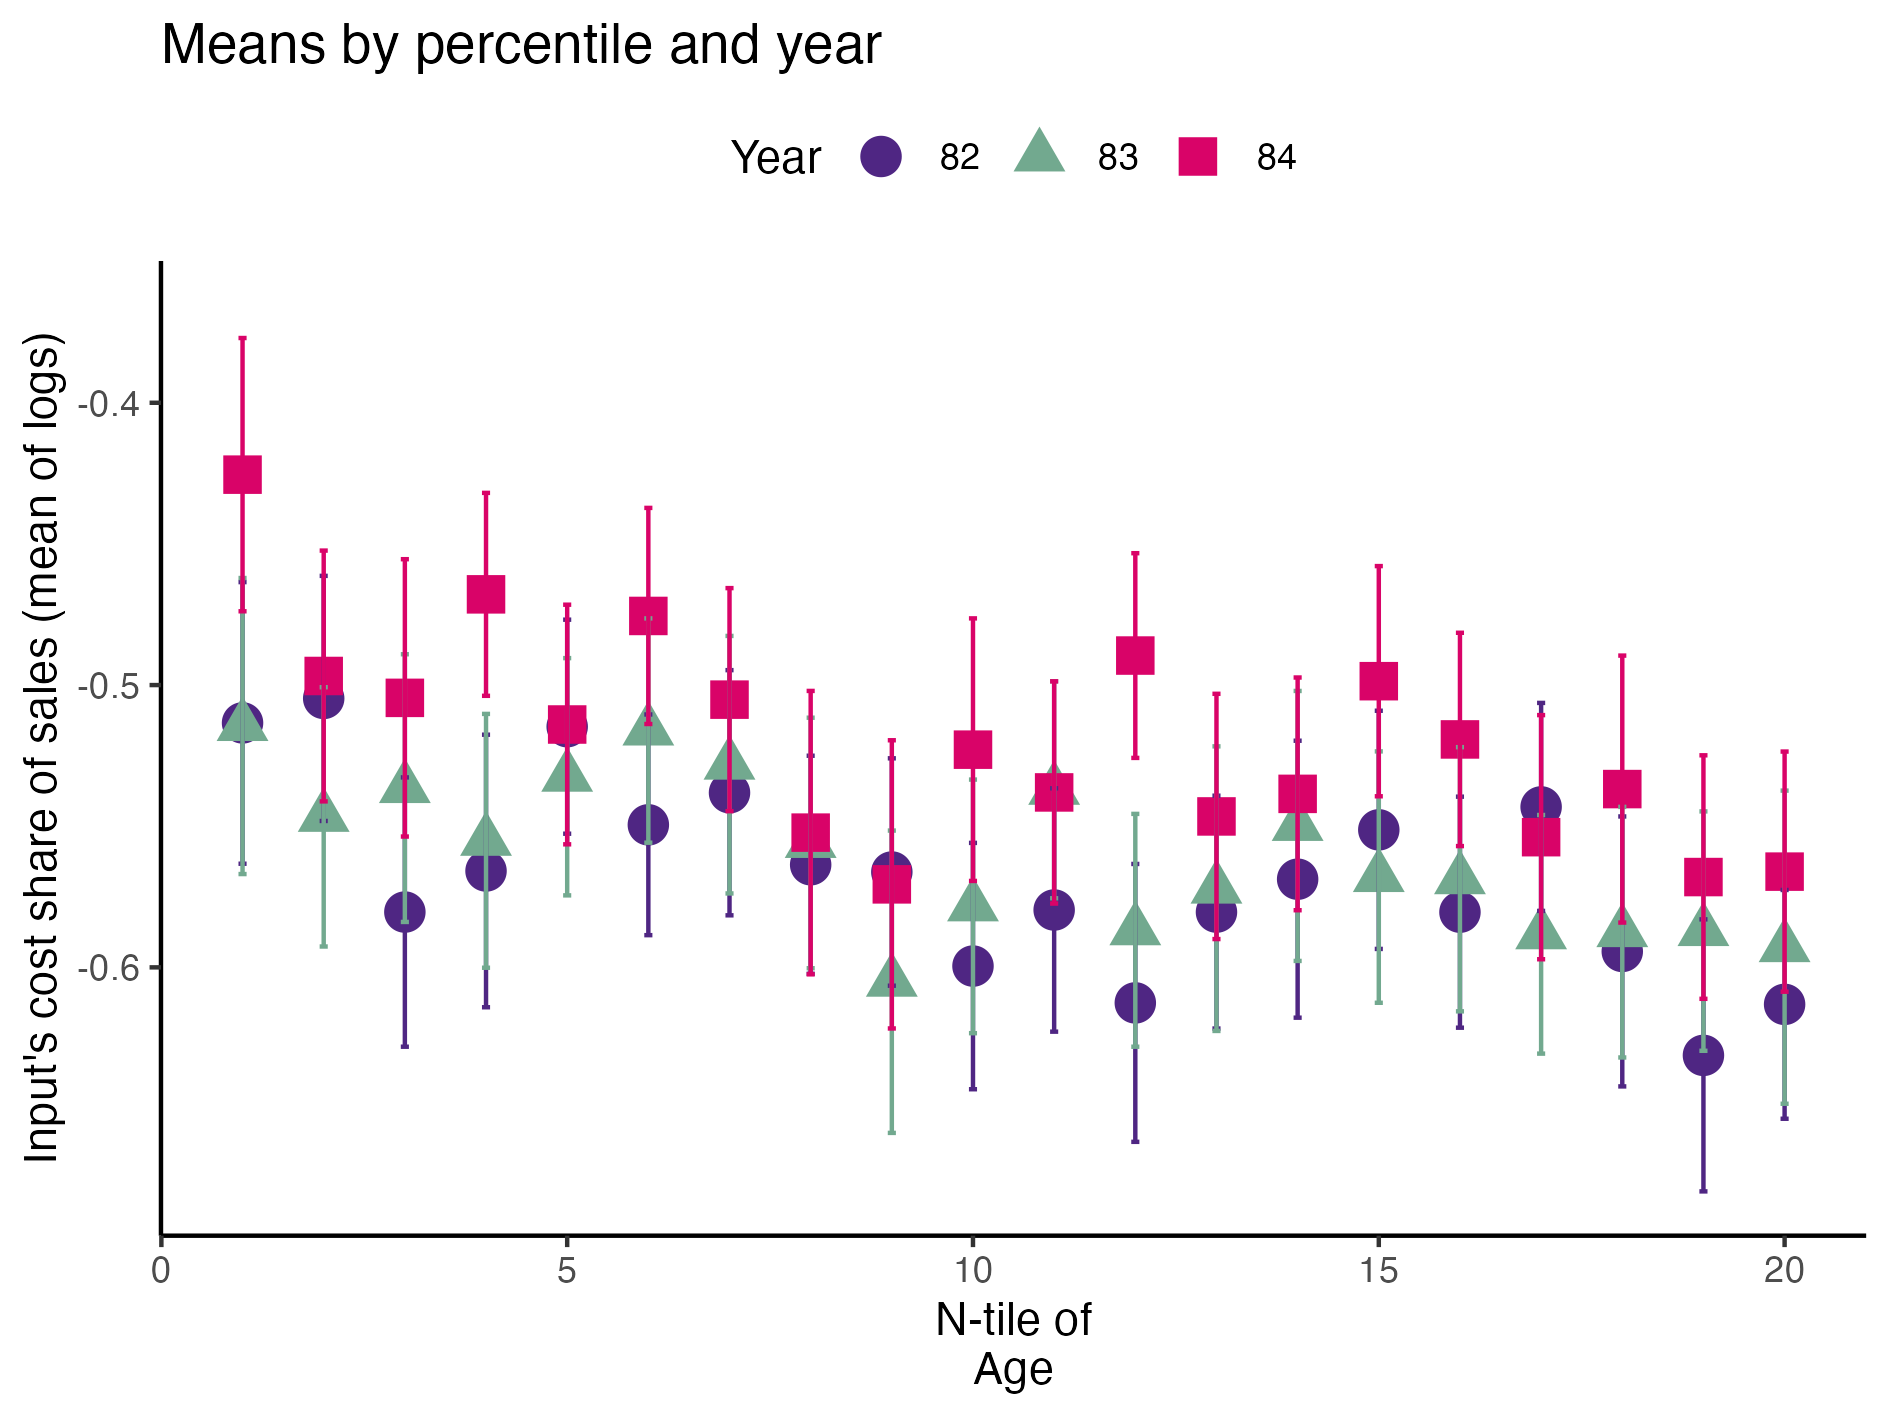 Means by percentile and year
Year 82 83 84
Input's cost share of sales (mean of logs)
-0.4
-0.5
-0.6
0 5 10 15 20
N-tile of
Age